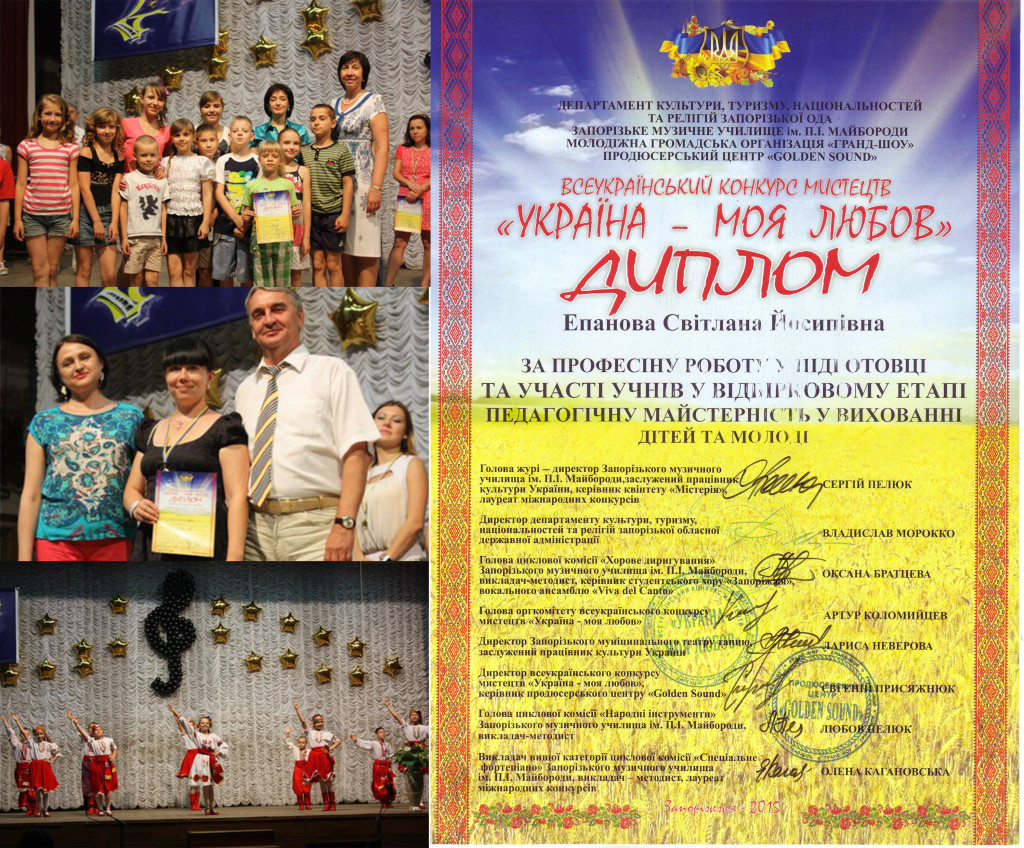 ДЕПАРТАМЕНТ КУЛЬТУРИ, ТУРИЗМУ, НАЦІОНАЛЬНОСТЕЙ
ТА РЕЛІГІЙ ЗАПОРІЗЬКОЇ ОДА
ЗАПОРІЗЬКЕ МУЗИЧНЕ УЧИЛИЩЕ ім. П.І. МАЙБОРОДИ
МОЛОДІЖНА ГРОМАДСЬКА ОРГАНІЗАЦІЯ «ГРАНД-ШОУ»
ПРОДЮСЕРСЬКИЙ ЦЕНТР «GOLDEN SOUND»
ВСЕУКРАЇНСЬКИЙ КОНКУРС МИСТЕЦТВ
«УКРАЇНА - МОЯ ЛЮБОВ»
ДИПЛОМ
Епанова Світлана Йосипівна
ЗА ПРОФЕСІНУ РОБОТУ У ПІДГОТОВЦІ
ТА УЧАСТІ УЧНІВ У ВІДБІРКОВОМУ ЕТАПІ
ПЕДАГОГІЧНУ МАЙСТЕРНІСТЬ У ВИХОВАННІ
ДІТЕЙ ТА МОЛОДІ
Голова журі – директор Запорізького музичного
училища ім. П.І. Майбороди,заслужений працівник
культури України, керівник квінтету «Містерія»,
лауреат міжнародних конкурсів
СЕРГІЙ ПЕЛЮК
Директор департаменту культури, туризму,
національностей та релігій запорізької обласної
державної адміністрації
ВЛАДИСЛАВ МОРОККО
Голова циклової комісії «Хорове диригування»
Запорізького музичного училища ім. П.І. Майбороди,
викладач-методист, керівник студентського хору «Запоріжжя»,
вокального ансамблю «Viva del Canto»
ОКСАНА БРАТЦЕВА
Голова оргкомітету всеукраїнського конкурсу
мистецтв «Україна - моя любов»
АРТУР КОЛОМИЙЦЕВ
Директор Запорізького муніципального театру танцю,
заслужений працівник культури України
ЛАРИСА НЕВЕРОВА
Директор всеукраїнського конкурсу
мистецтв «Україна - моя любов»,
керівник продюсерського центру «Golden Sound»
ЄВГЕНІЙ ПРИСЯЖНЮК
Голова циклової комісії «Народні інструменти»
Запорізького музичного училища ім. П.І. Майбороди,
викладач-методист
ЛЮБОВ ПЕЛЮК
Викладач вищої категорії циклової комісії «Спеціальне
фортепіано» Запорізького музичного училища
ім. П.І. Майбороди, викладач – методист, лауреат
міжнародних конкурсів
ОЛЕНА КАГАНОВСЬКА
ПРОДЮСЕРСЬКИЙ
ЦЕНТР
«GOLDEN SOUND»
Запоріжжя - 2015
ДИПЛОМ